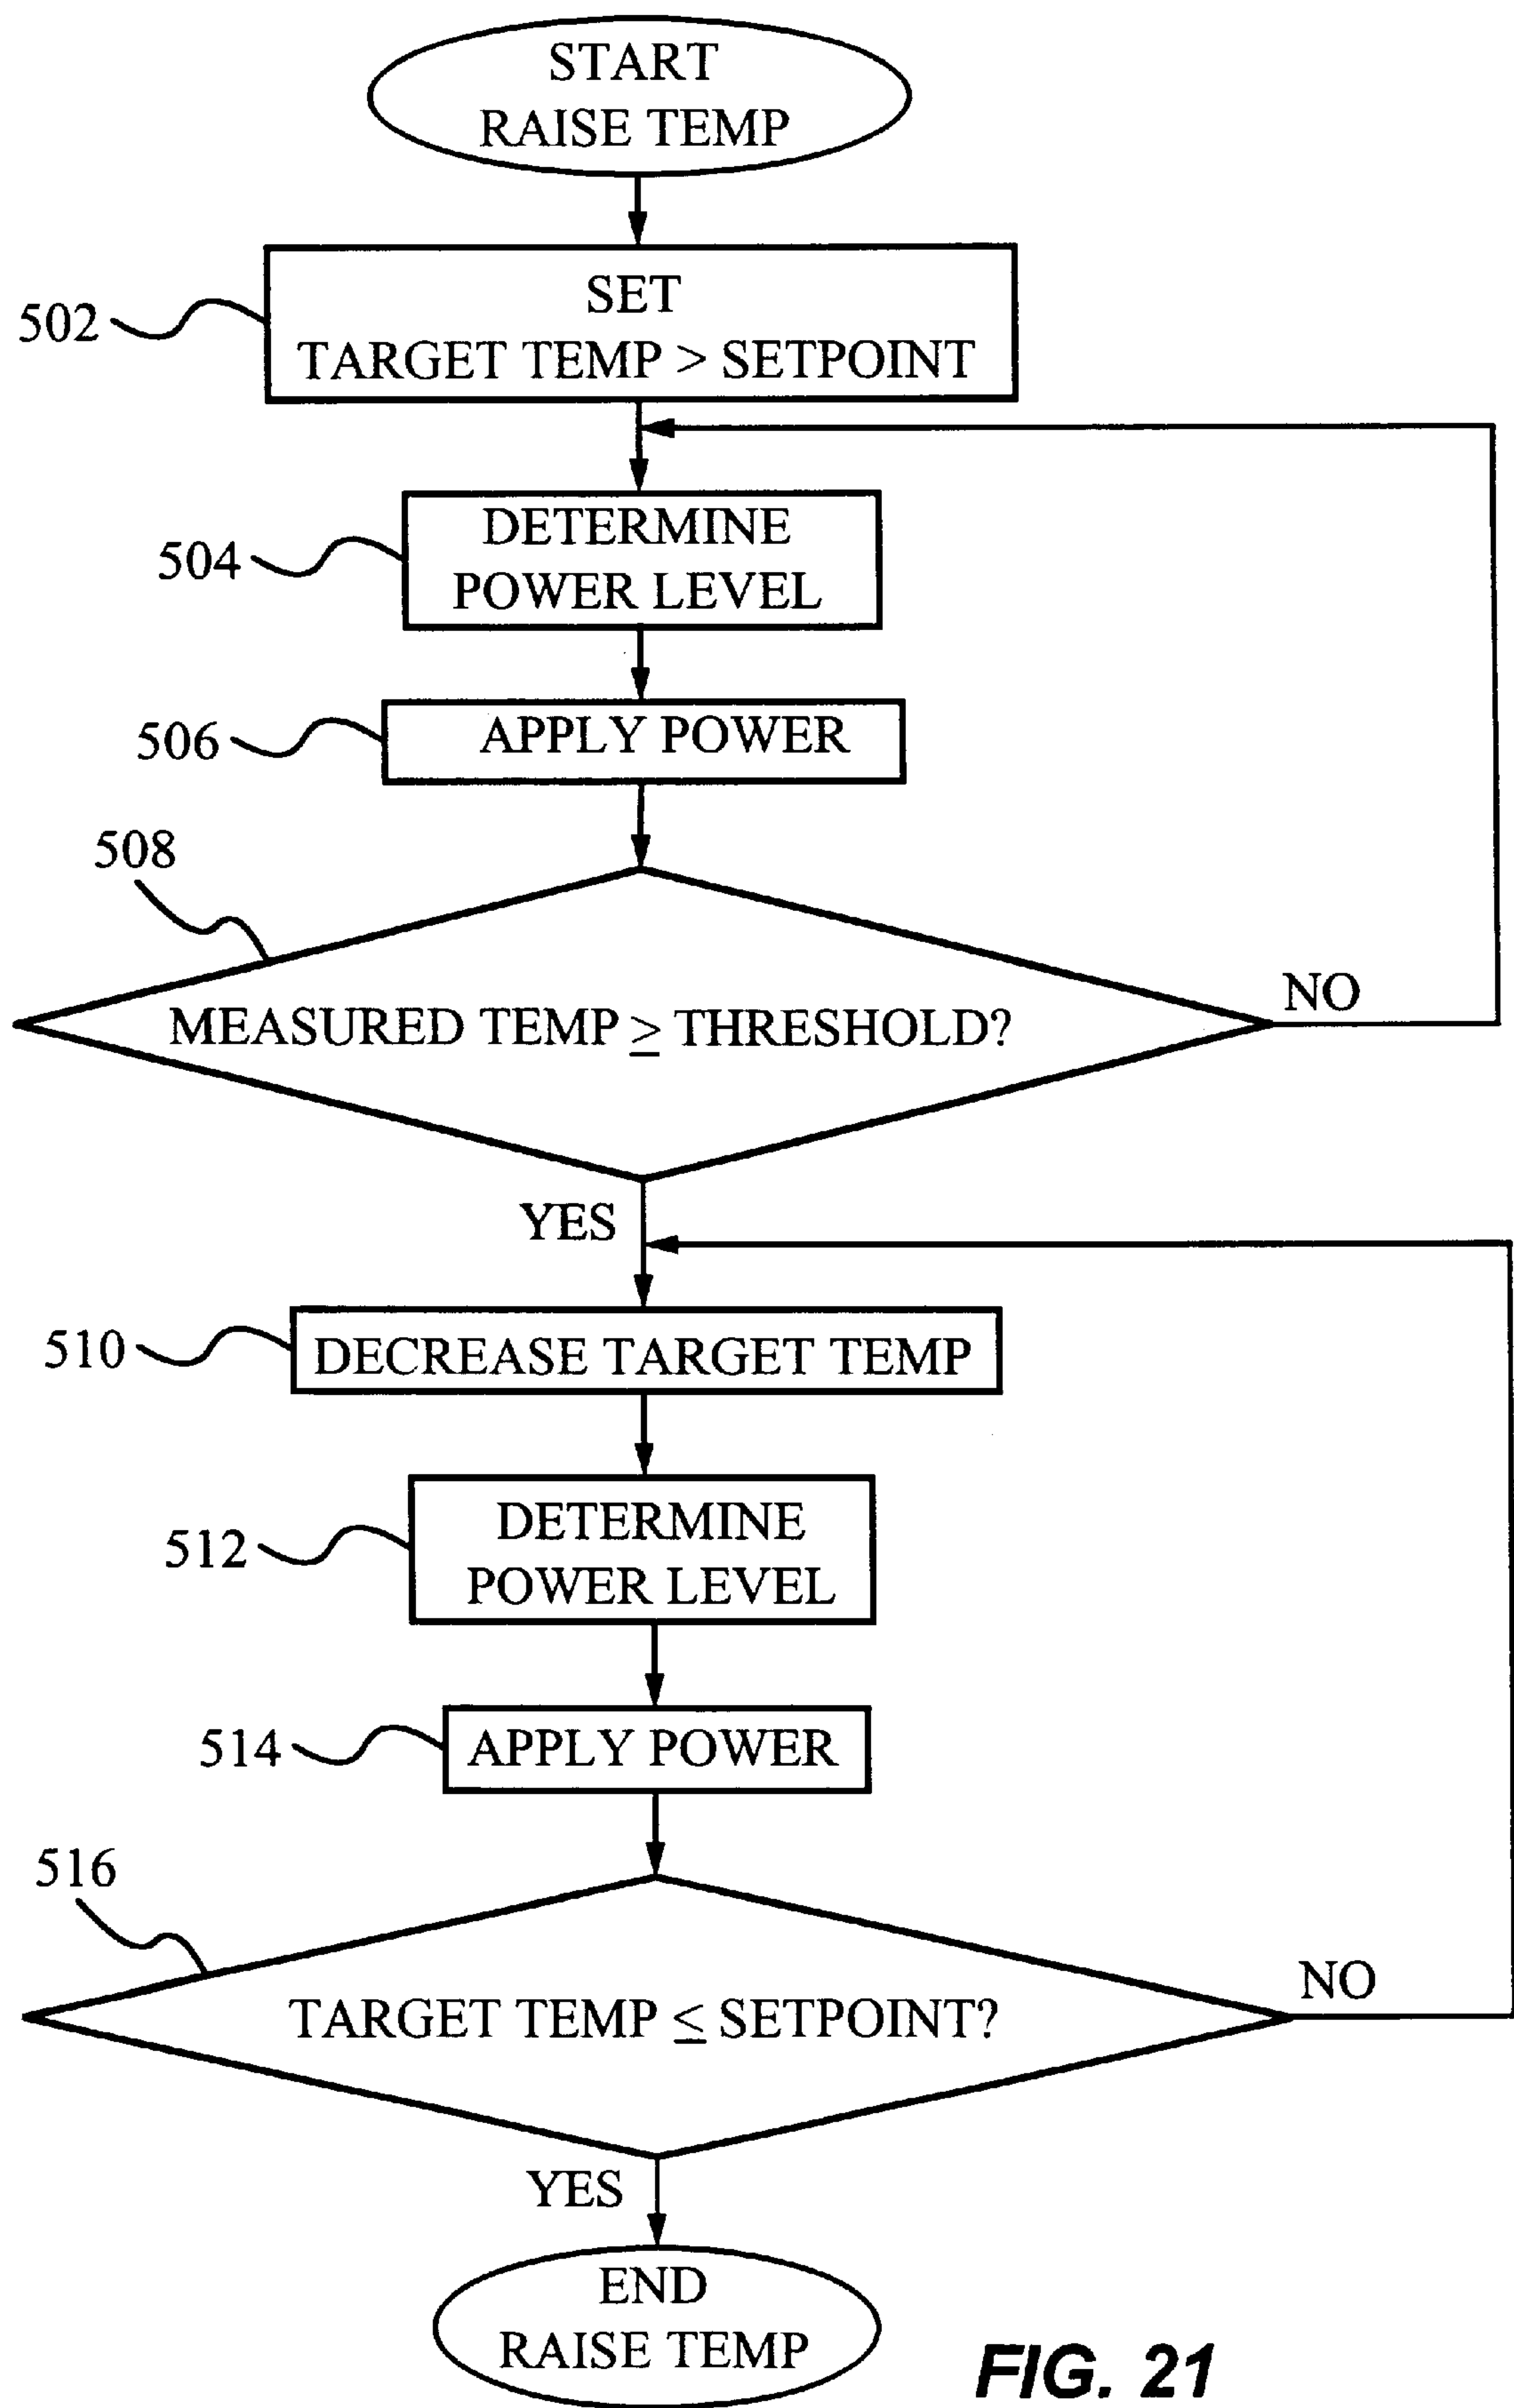 START
RAISE TEMP
502
SET
TARGET TEMP > SETPOINT
504
DETERMINE
POWER LEVEL
506
APPLY POWER
508
MEASURED TEMP ≥ THRESHOLD?
NO
YES
510
DECREASE TARGET TEMP
512
DETERMINE
POWER LEVEL
514
APPLY POWER
516
TARGET TEMP ≤ SETPOINT?
NO
YES
END
RAISE TEMP
FIG. 21